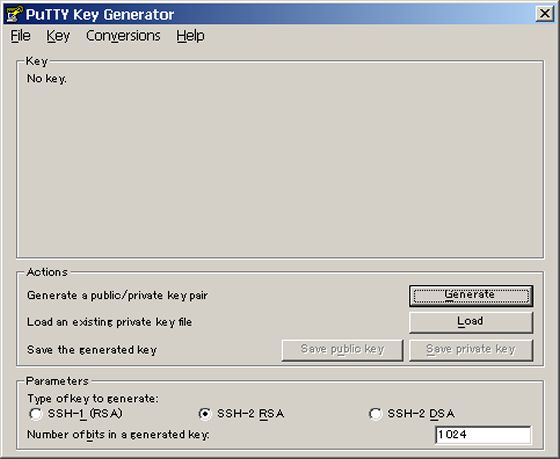 PuTTY Key Generator
File Key Conversions Help
Key
No key.
Actions
Generate a public/private key pair
Generate
Load an existing private key file
Load
Save the generated key
Save public key
Save private key
Parameters
Type of key to generate:
SSH-1 (RSA) SSH-2 RSA SSH-2 DSA
Number of bits in a generated key:
1024